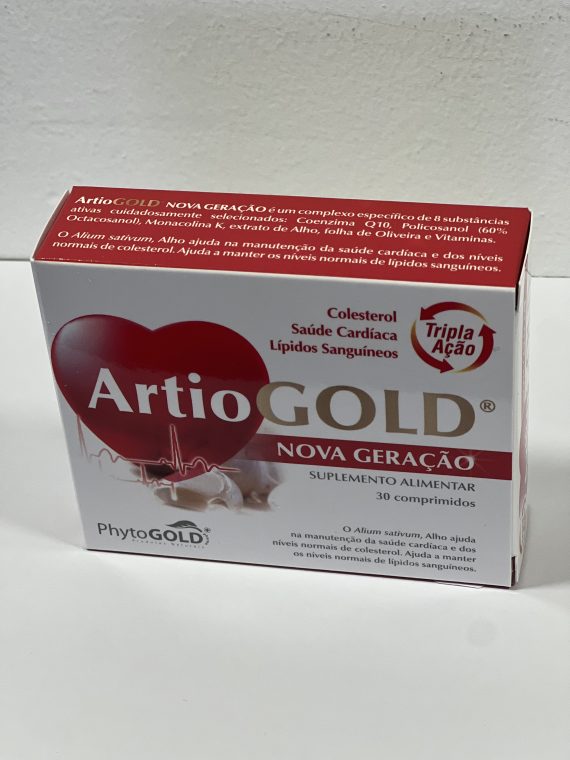 ArtioGOLD NOVA GERAÇÃO é um complexo específico de 8 substâncias
ativas cuidadosamente selecionados: Coenzima Q10, Policosanol (60%
Octacosanol), Monacolina K, extrato de Alho, folha de Oliveira e Vitaminas.
O Alium sativum, Alho ajuda na manutenção da saúde cardíaca e dos níveis
normais de colesterol. Ajuda a manter os níveis normais de lípidos sanguíneos.
Colesterol
Saúde Cardíaca
Lípidos Sanguíneos
Tripla
Ação
ArtioGOLD®
NOVA GERAÇÃO
SUPLEMENTO ALIMENTAR
30 comprimidos
PhytoGOLD®
Produtos Naturais
O Alium sativum, Alho ajuda
na manutenção da saúde cardíaca e dos
níveis normais de colesterol. Ajuda a manter
os níveis normais de lípidos sanguíneos.